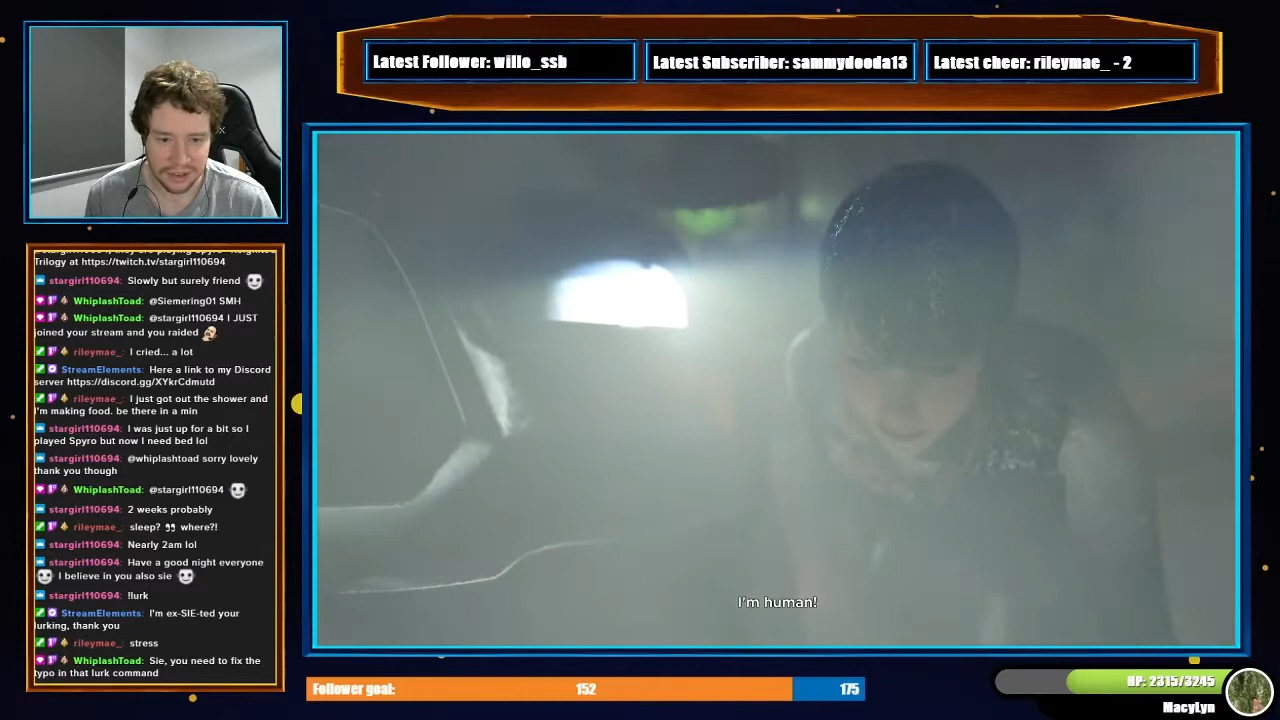 Latest Follower: willo_ssb
Latest Subscriber: sammydooda13
Latest cheer: rileymae_ - 2
Trilogy at https://twitch.tv/stargirl110694
stargirl110694: Slowly but surely friend
WhiplashToad: @Siemering01 SMH
WhiplashToad: @stargirl110694 I JUST
joined your stream and you raided
rileymae_: I cried... a lot
StreamElements: Here a link to my Discord
server https://discord.gg/XYkrCdmutd
rileymae_: I just got out the shower and
I'm making food. be there in a min
stargirl110694: I was just up for a bit so I
played Spyro but now I need bed lol
stargirl110694: @whiplashtoad sorry lovely
thank you though
WhiplashToad: @stargirl110694
stargirl110694: 2 weeks probably
rileymae_: sleep? 👀 where?!
stargirl110694: Nearly 2am lol
stargirl110694: Have a good night everyone
I believe in you also sie
stargirl110694: !lurk
StreamElements: I'm ex-SIE-ted your
lurking, thank you
rileymae_: stress
WhiplashToad: Sie, you need to fix the
typo in that lurk command
I'm human!
Follower goal: 152 175
HP: 2315/3245
MacyLyn